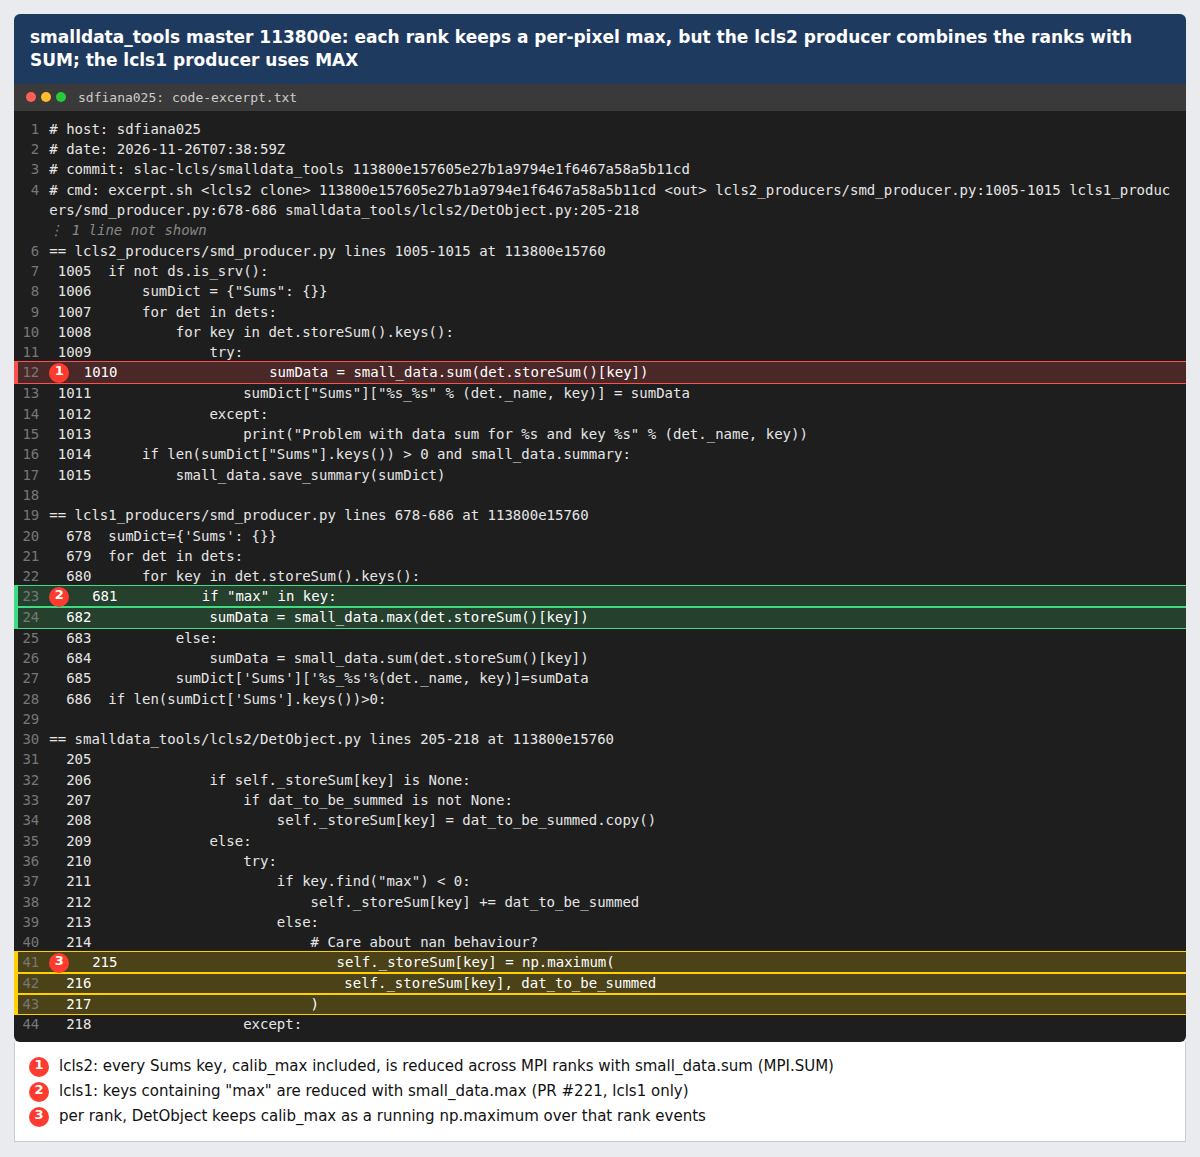 smalldata_tools master 113800e: each rank keeps a per-pixel max, but the lcls2 producer combines the ranks with
SUM; the lcls1 producer uses MAX
sdfiana025: code-excerpt.txt
1 # host: sdfiana025
2 # date: 2026-11-26T07:38:59Z
3 # commit: slac-lcls/smalldata_tools 113800e157605e27b1a9794e1f6467a58a5b11cd
4 # cmd: excerpt.sh <lcls2 clone> 113800e157605e27b1a9794e1f6467a58a5b11cd <out> lcls2_producers/smd_producer.py:1005-1015 lcls1_produc
ers/smd_producer.py:678-686 smalldata_tools/lcls2/DetObject.py:205-218
⋮ 1 line not shown
6 == lcls2_producers/smd_producer.py lines 1005-1015 at 113800e15760
7 1005  if not ds.is_srv():
8 1006      sumDict = {"Sums": {}}
9 1007      for det in dets:
10 1008          for key in det.storeSum().keys():
11 1009              try:
12 1 1010                  sumData = small_data.sum(det.storeSum()[key])
13 1011                  sumDict["Sums"]["%s_%s" % (det._name, key)] = sumData
14 1012              except:
15 1013                  print("Problem with data sum for %s and key %s" % (det._name, key))
16 1014      if len(sumDict["Sums"].keys()) > 0 and small_data.summary:
17 1015          small_data.save_summary(sumDict)
18
19 == lcls1_producers/smd_producer.py lines 678-686 at 113800e15760
20 678  sumDict={'Sums': {}}
21 679  for det in dets:
22 680      for key in det.storeSum().keys():
23 2 681          if "max" in key:
24 682              sumData = small_data.max(det.storeSum()[key])
25 683          else:
26 684              sumData = small_data.sum(det.storeSum()[key])
27 685          sumDict['Sums']['%s_%s'%(det._name, key)]=sumData
28 686  if len(sumDict['Sums'].keys())>0:
29
30 == smalldata_tools/lcls2/DetObject.py lines 205-218 at 113800e15760
31 205
32 206              if self._storeSum[key] is None:
33 207                  if dat_to_be_summed is not None:
34 208                      self._storeSum[key] = dat_to_be_summed.copy()
35 209              else:
36 210                  try:
37 211                      if key.find("max") < 0:
38 212                          self._storeSum[key] += dat_to_be_summed
39 213                      else:
40 214                          # Care about nan behaviour?
41 3 215                          self._storeSum[key] = np.maximum(
42 216                              self._storeSum[key], dat_to_be_summed
43 217                          )
44 218                  except:
1 lcls2: every Sums key, calib_max included, is reduced across MPI ranks with small_data.sum (MPI.SUM)
2 lcls1: keys containing "max" are reduced with small_data.max (PR #221, lcls1 only)
3 per rank, DetObject keeps calib_max as a running np.maximum over that rank events